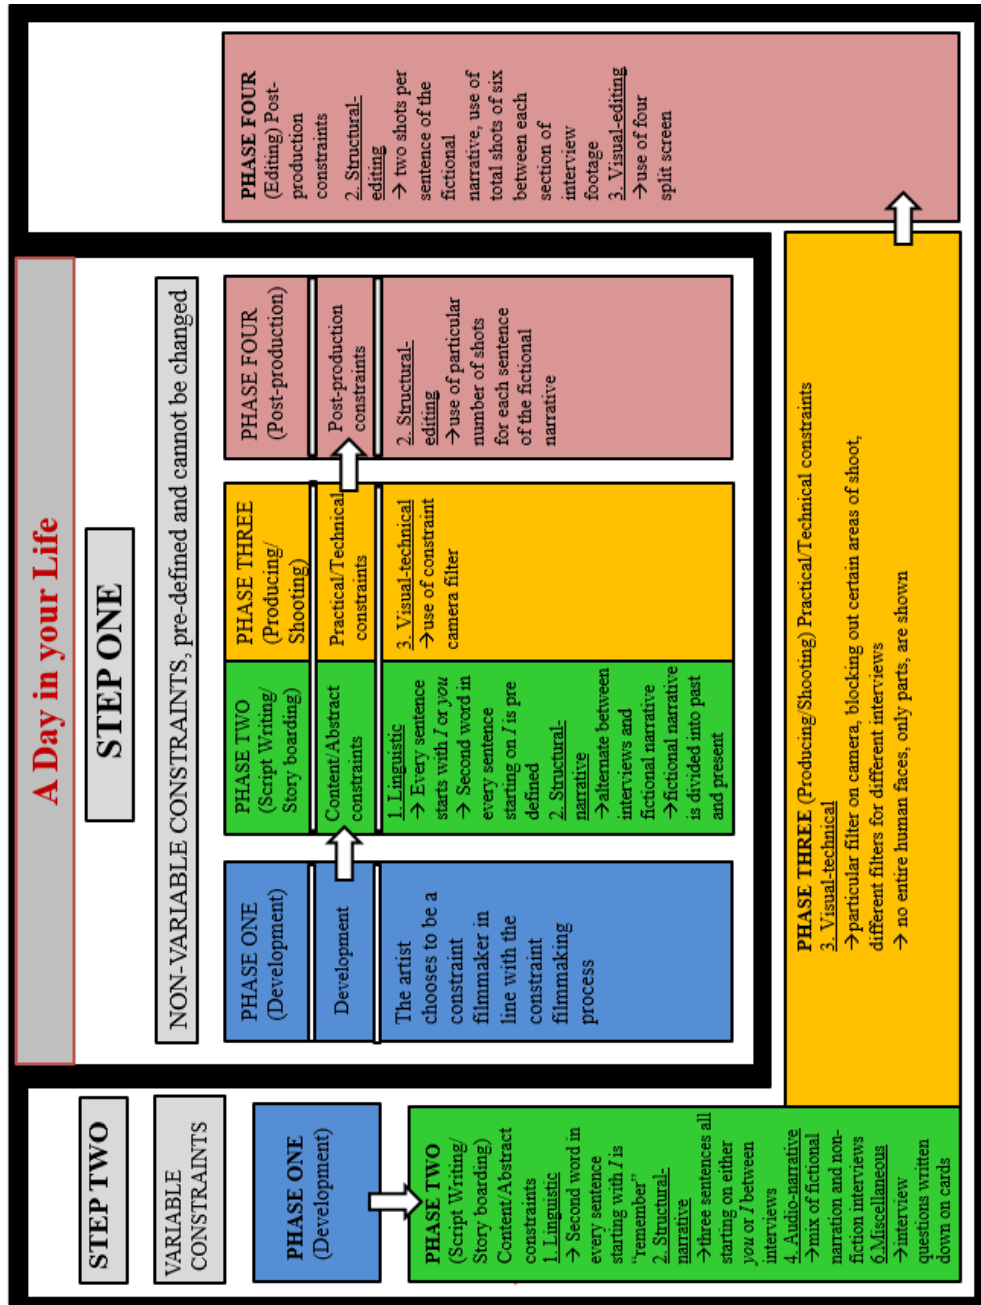 A Day in your Life
STEP ONE
NON-VARIABLE CONSTRAINTS, pre-defined and cannot be changed
PHASE ONE
(Development)
Development
The artist
chooses to be a
constraint
filmmaker in
line with the
constraint
filmmaking
process
PHASE TWO
(Script Writing/
Story boarding)
Content/Abstract
constraints
1.Linguistic
→ Every sentence
starts with I or you
→ Second word in
every sentence
starting on I is pre
defined
2. Structural-
narrative
→alternate between
interviews and
fictional narrative
→fictional narrative
is divided into past
and present
PHASE THREE
(Producing/
Shooting)
Practical/Technical
constraints
3. Visual-technical
→use of constraint
camera filter
PHASE FOUR
(Post-production)
Post-production
constraints
2. Structural-
editing
→use of particular
number of shots
for each sentence
of the fictional
narrative
STEP TWO
VARIABLE
CONSTRAINTS
PHASE ONE
(Development)
PHASE TWO
(Script Writing/
Story boarding)
Content/Abstract
constraints
1. Linguistic
→ Second word in
every sentence
starting with I is
“remember”
2. Structural-
narrative
→three sentences all
starting on either
you or I between
interviews
4. Audio-narrative
→mix of fictional
narration and non-
fiction interviews
6.Miscellaneous
→interview
questions written
down on cards
PHASE THREE (Producing/Shooting) Practical/Technical constraints
3. Visual-technical
→particular filter on camera, blocking out certain areas of shoot,
different filters for different interviews
→ no entire human faces, only parts, are shown
PHASE FOUR
(Editing) Post-
production
constraints
2. Structural-
editing
→ two shots per
sentence of the
fictional
narrative, use of
total shots of six
between each
section of
interview
footage
3. Visual-editing
→use of four
split screen